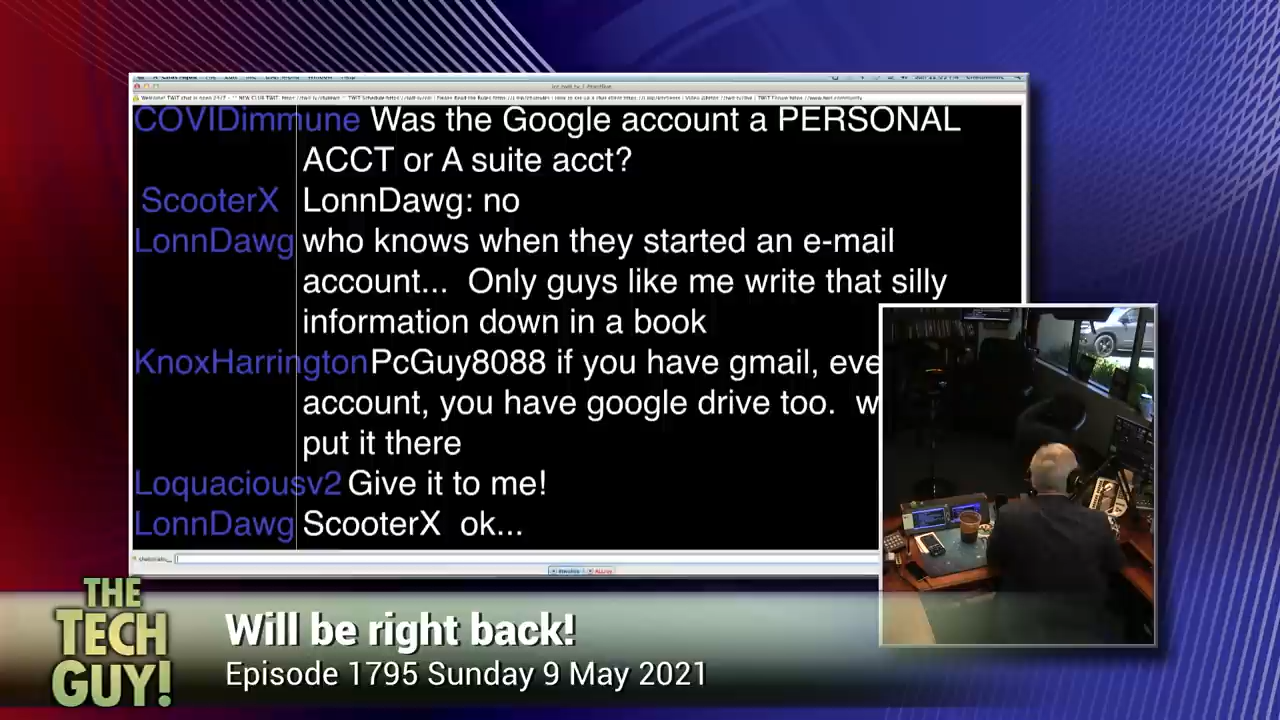 COVIDimmune Was the Google account a PERSONAL
ACCT or A suite acct?
ScooterX LonnDawg: no
LonnDawg who knows when they started an e-mail
account... Only guys like me write that silly
information down in a book
KnoxHarrington PcGuy8088 if you have gmail, eve
account, you have google drive too. w
put it there
Loquaciousv2 Give it to me!
LonnDawg ScooterX ok...
THE
TECH
GUY!
Will be right back!
Episode 1795 Sunday 9 May 2021